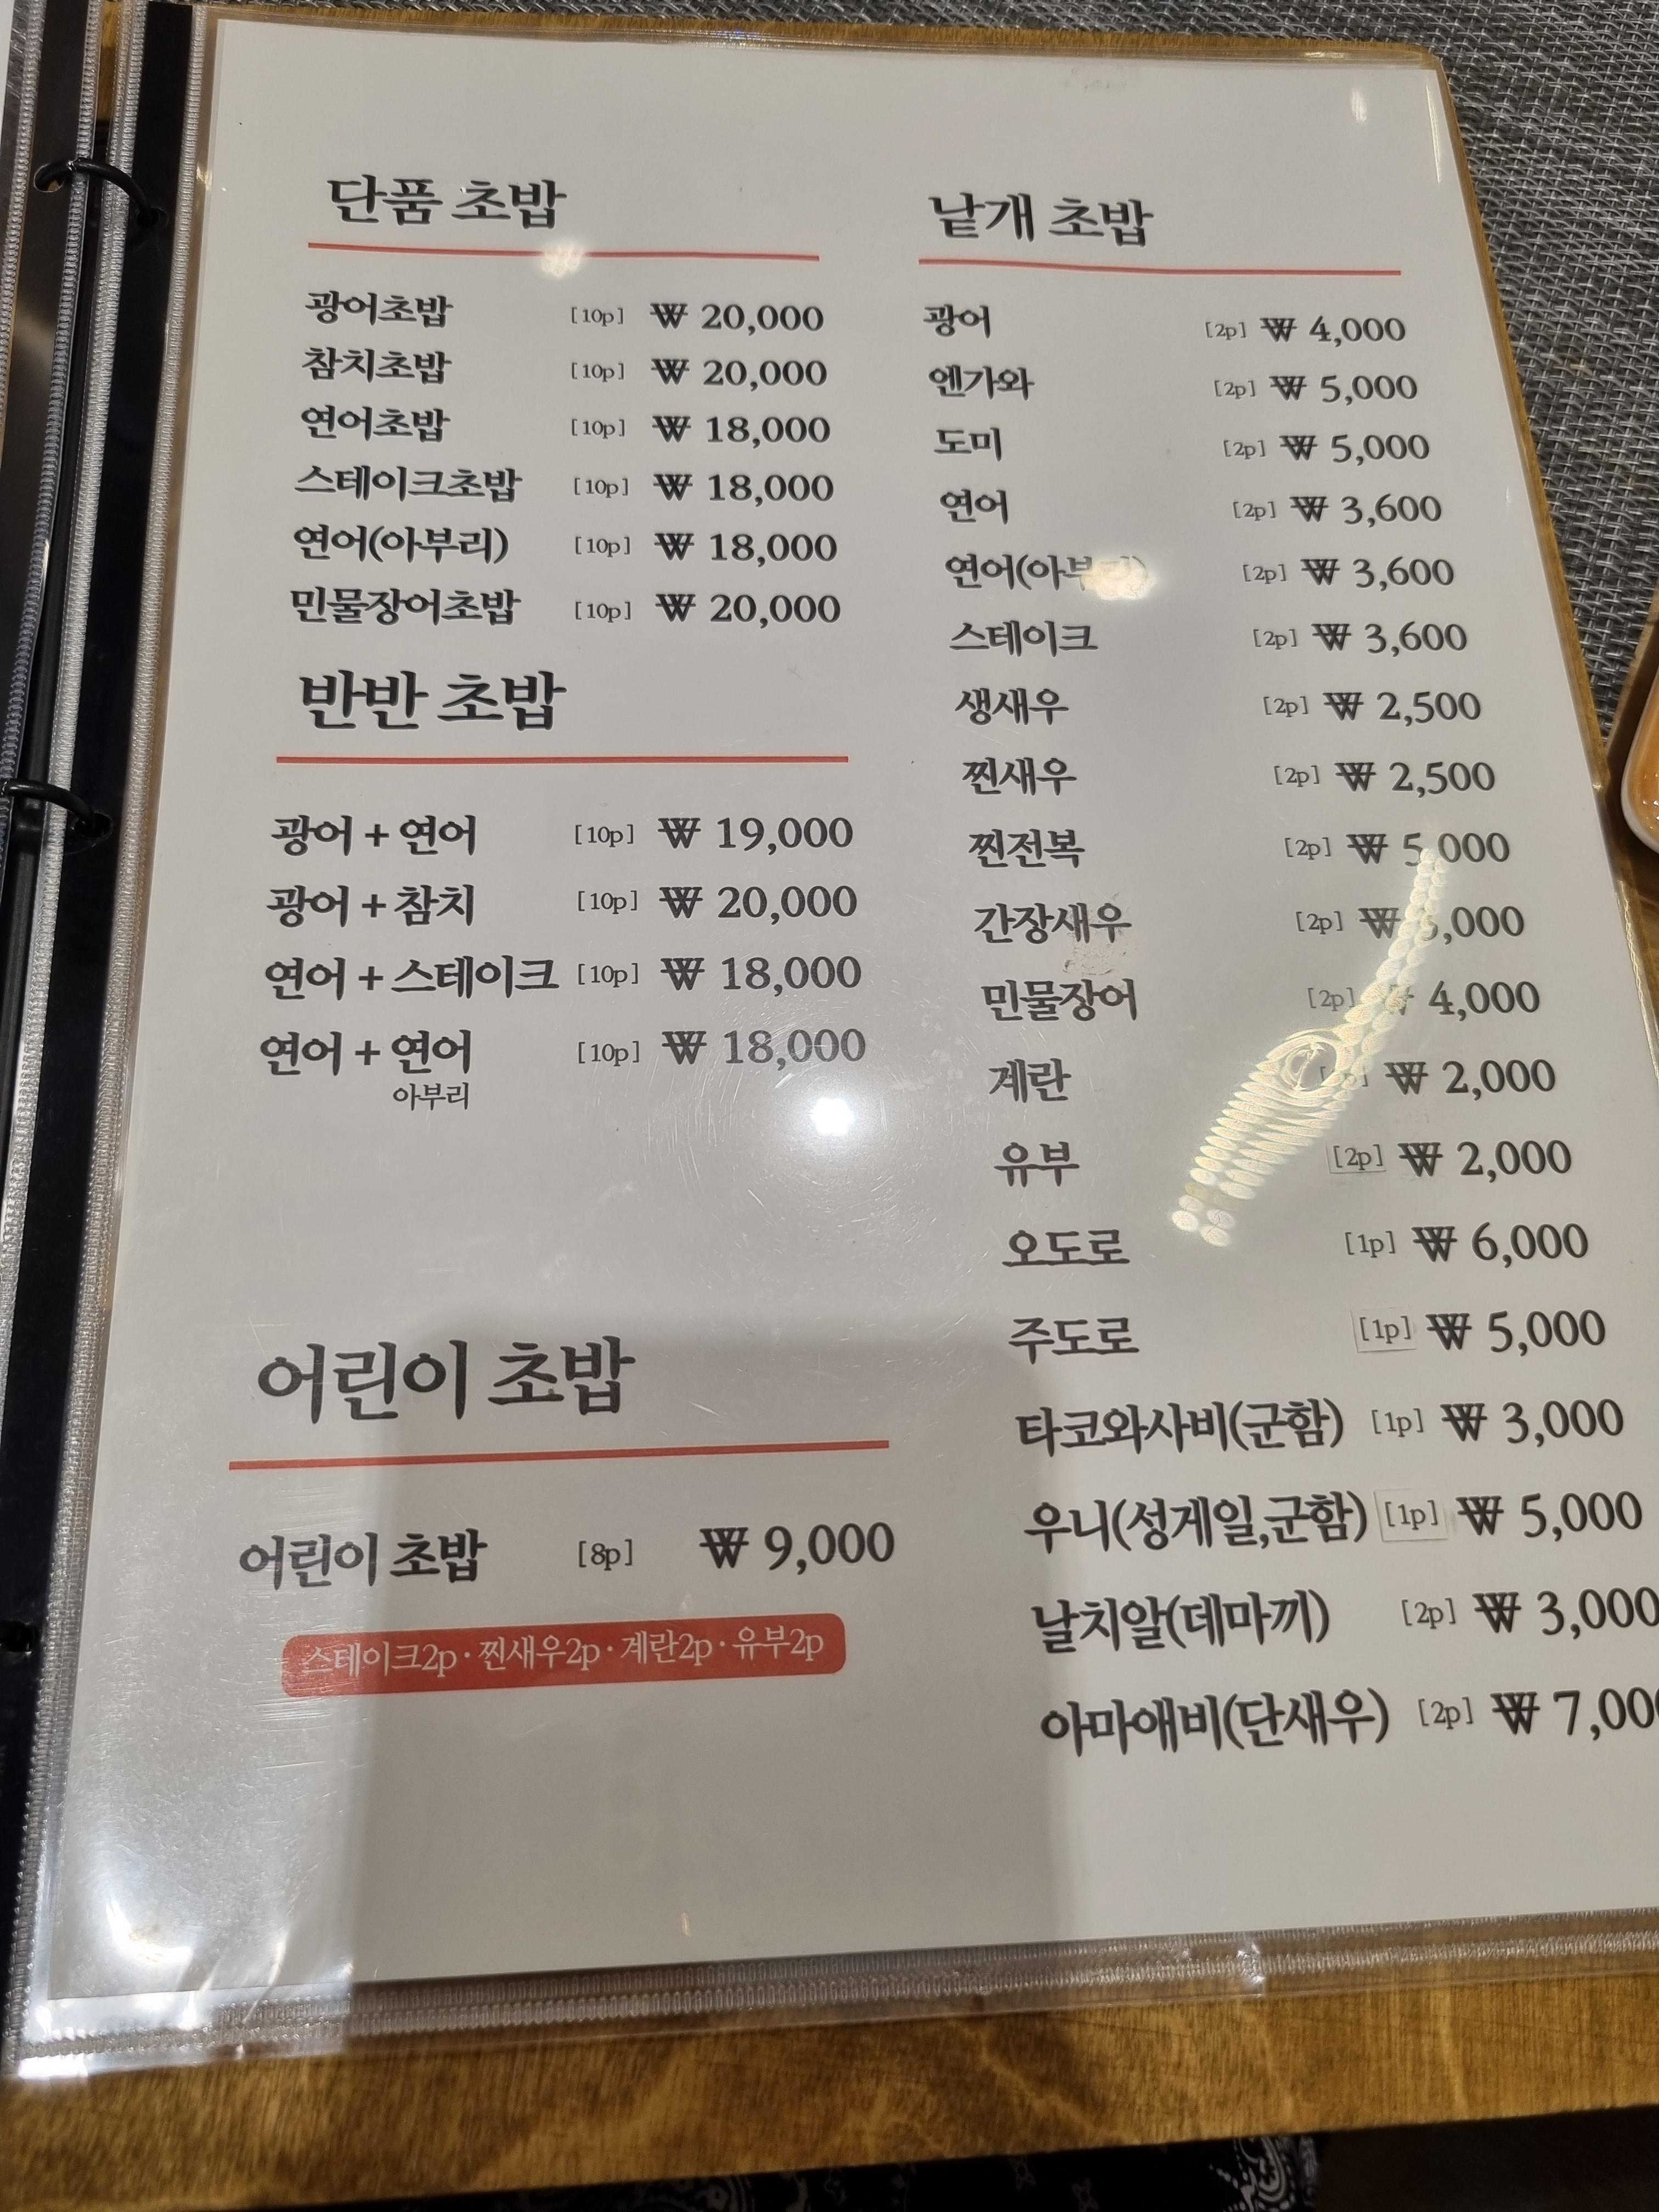 단품 초밥
광어초밥 [10p] ₩ 20,000
참치초밥 [10p] ₩ 20,000
연어초밥 [10p] ₩ 18,000
스테이크초밥 [10p] ₩ 18,000
연어(아부리) [10p] ₩ 18,000
민물장어초밥 [10p] ₩ 20,000
반반 초밥
광어 + 연어 [10p] ₩ 19,000
광어 + 참치 [10p] ₩ 20,000
연어 + 스테이크 [10p] ₩ 18,000
연어 + 연어 [10p] ₩ 18,000
아부리
어린이 초밥
어린이 초밥 [8p] ₩ 9,000
스테이크2p · 찐새우2p · 계란2p · 유부2p
낱개 초밥
광어 [2p] ₩ 4,000
엔가와 [2p] ₩ 5,000
도미 [2p] ₩ 5,000
연어 [2p] ₩ 3,600
연어(아부리) [2p] ₩ 3,600
스테이크 [2p] ₩ 3,600
생새우 [2p] ₩ 2,500
찐새우 [2p] ₩ 2,500
찐전복 [2p] ₩ 5,000
간장새우 [2p] ₩
민물장어 [2p] ₩ 4,000
계란 ₩ 2,000
유부 [2p] ₩ 2,000
오도로 [1p] ₩ 6,000
주도로 [1p] ₩ 5,000
타코와사비(군함) [1p] ₩ 3,000
우니(성게일,군함) [1p] ₩ 5,000
날치알(데마끼) [2p] ₩ 3,000
아마애비(단새우) [2p] ₩ 7,00